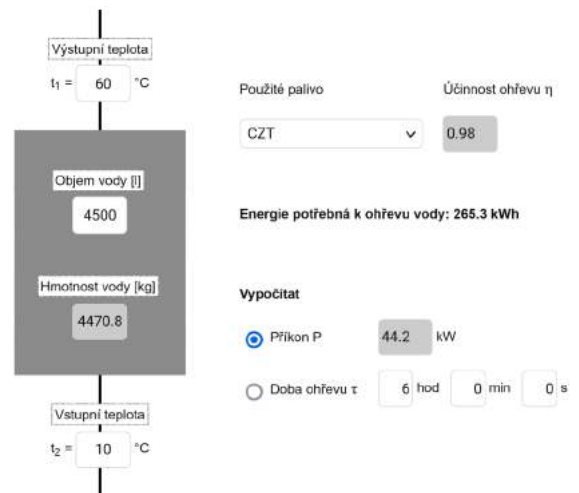 Výstupní teplota
t₁ = 60 °C
Použité palivo
Účinnost ohřevu η
CZT
0.98
Objem vody [l]
4500
Energie potřebná k ohřevu vody: 265.3 kWh
Hmotnost vody [kg]
4470.8
Vypočítat
Příkon P 44.2 kW
Doba ohřevu τ 6 hod 0 min 0 s
Vstupní teplota
t₂ = 10 °C